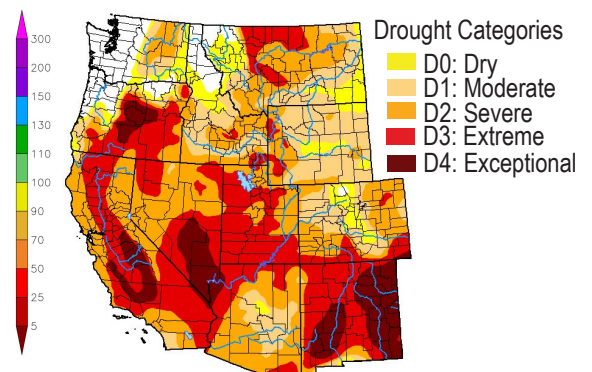 Drought Categories
D0: Dry
D1: Moderate
D2: Severe
D3: Extreme
D4: Exceptional
300
200
150
130
110
100
90
70
50
25
5